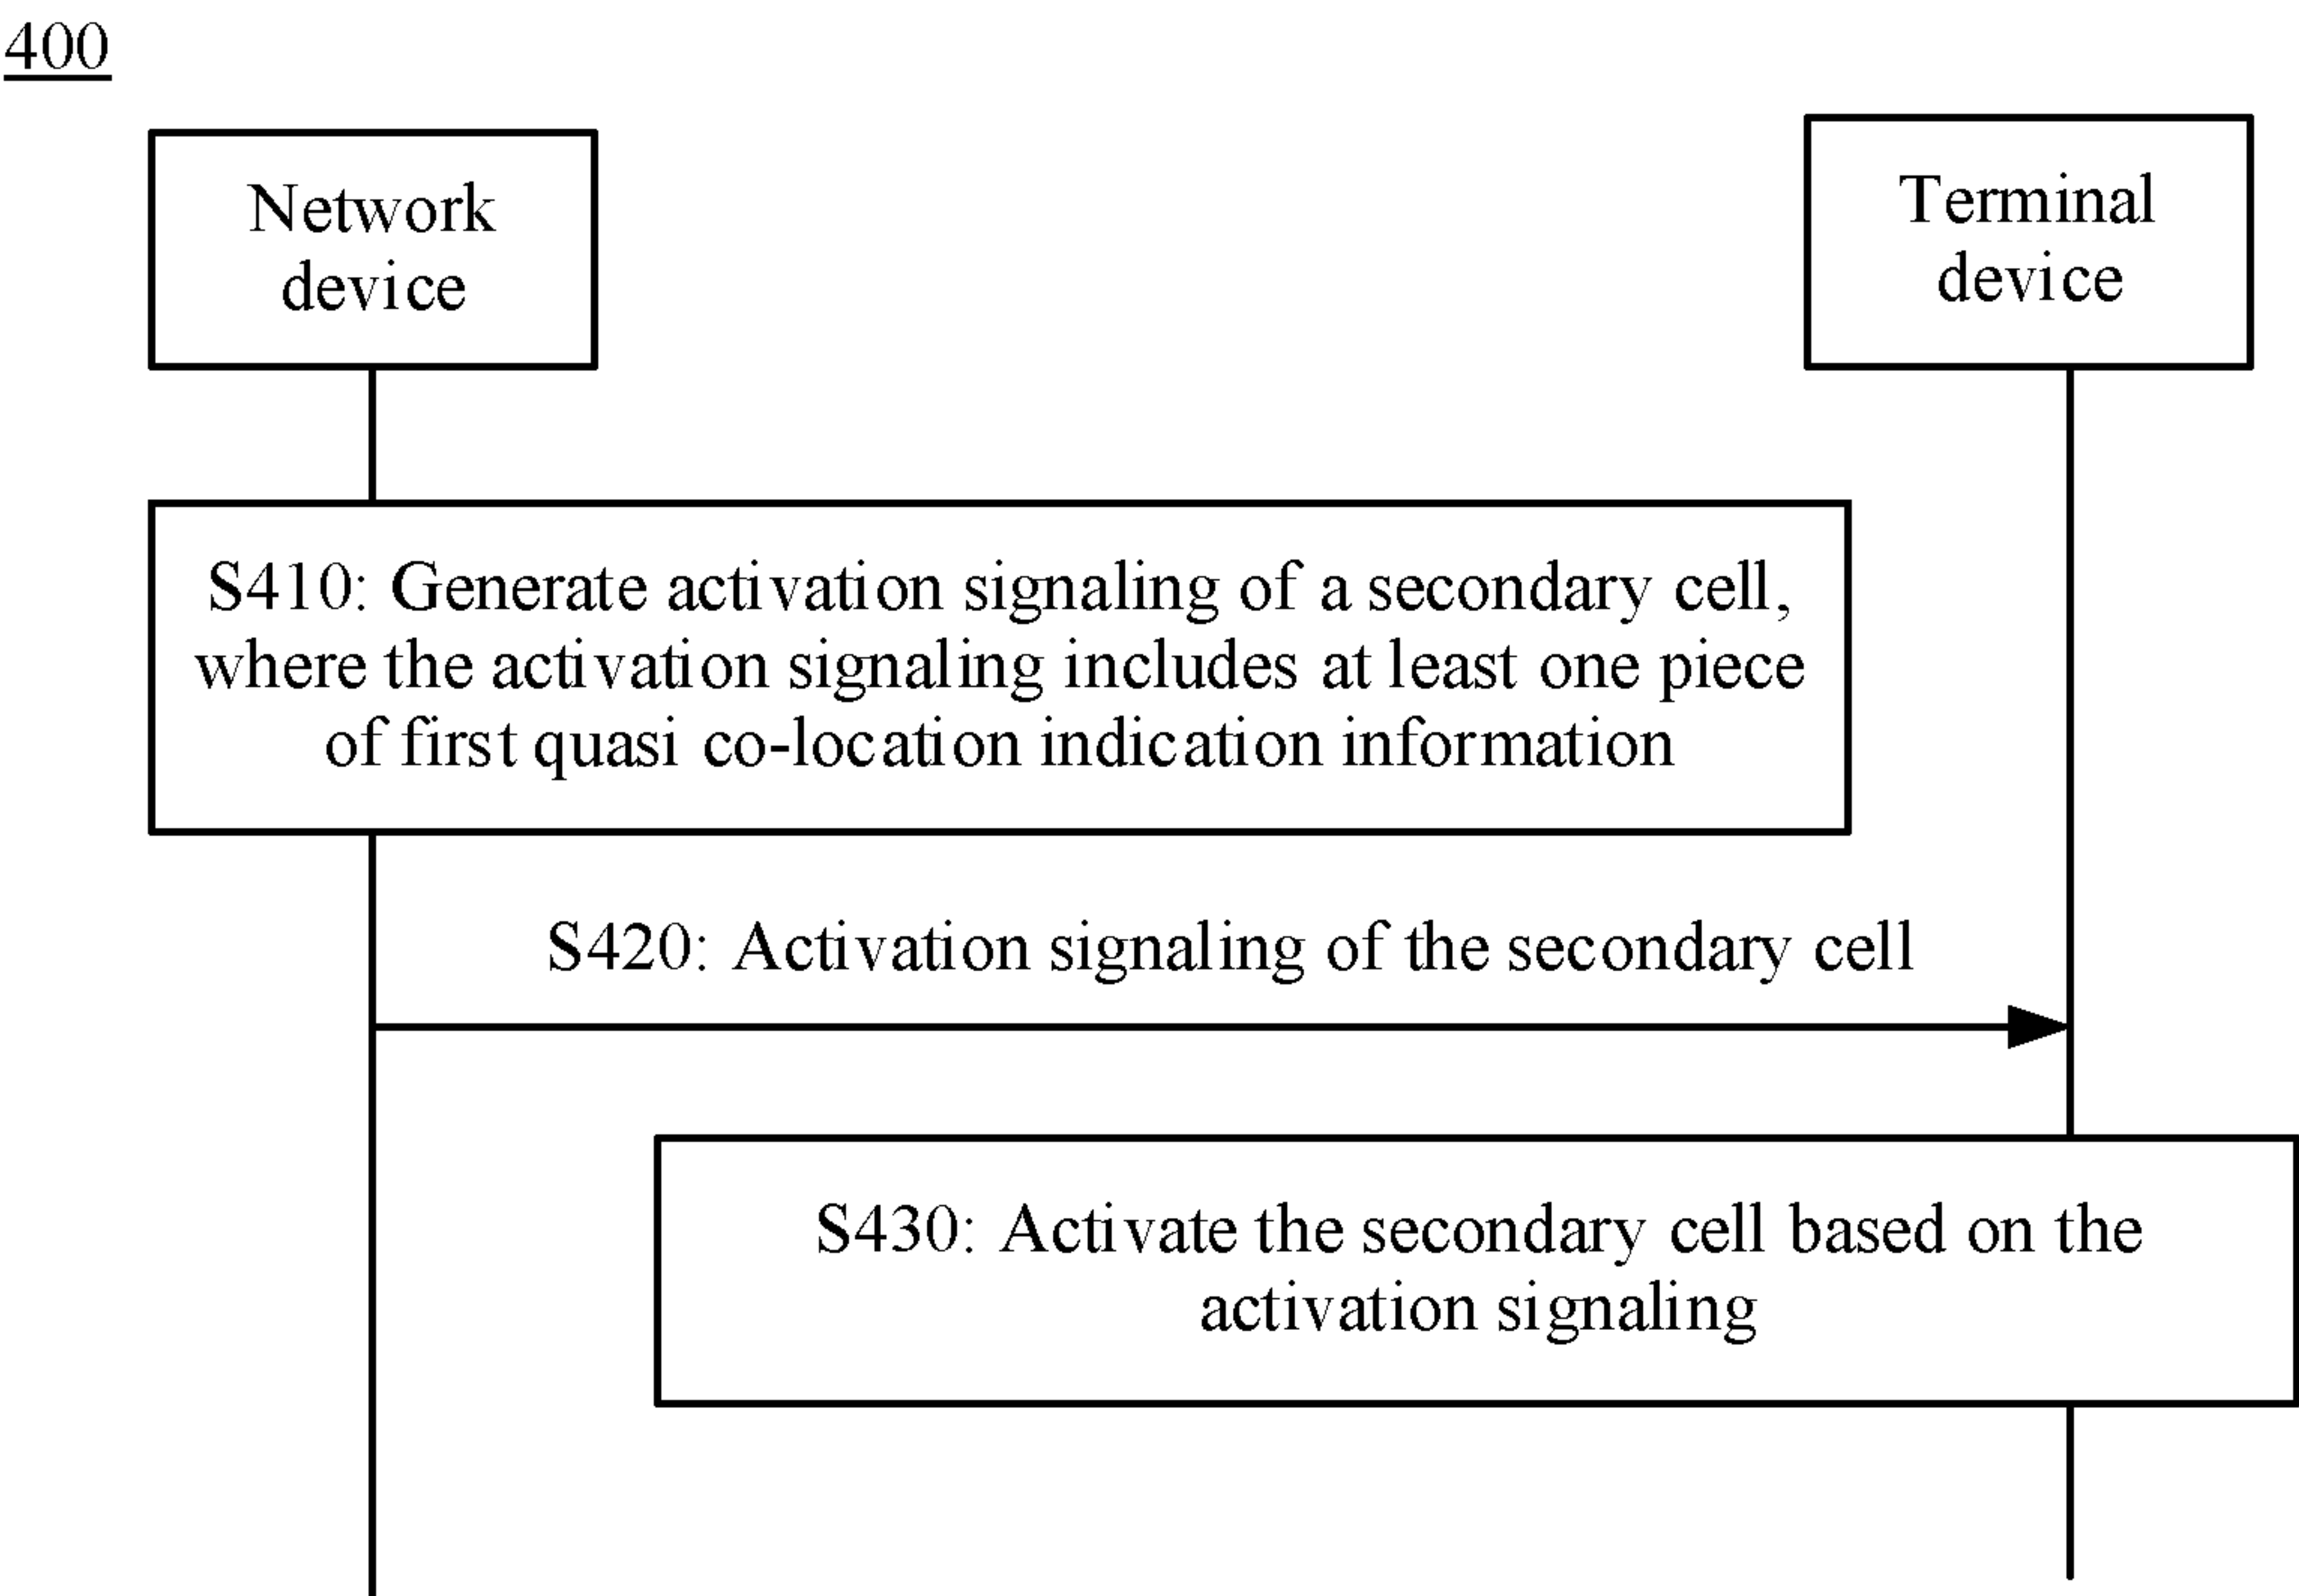 400
Network
device
Terminal
device
S410: Generate activation signaling of a secondary cell,
where the activation signaling includes at least one piece
of first quasi co-location indication information
S420: Activation signaling of the secondary cell
S430: Activate the secondary cell based on the
activation signaling